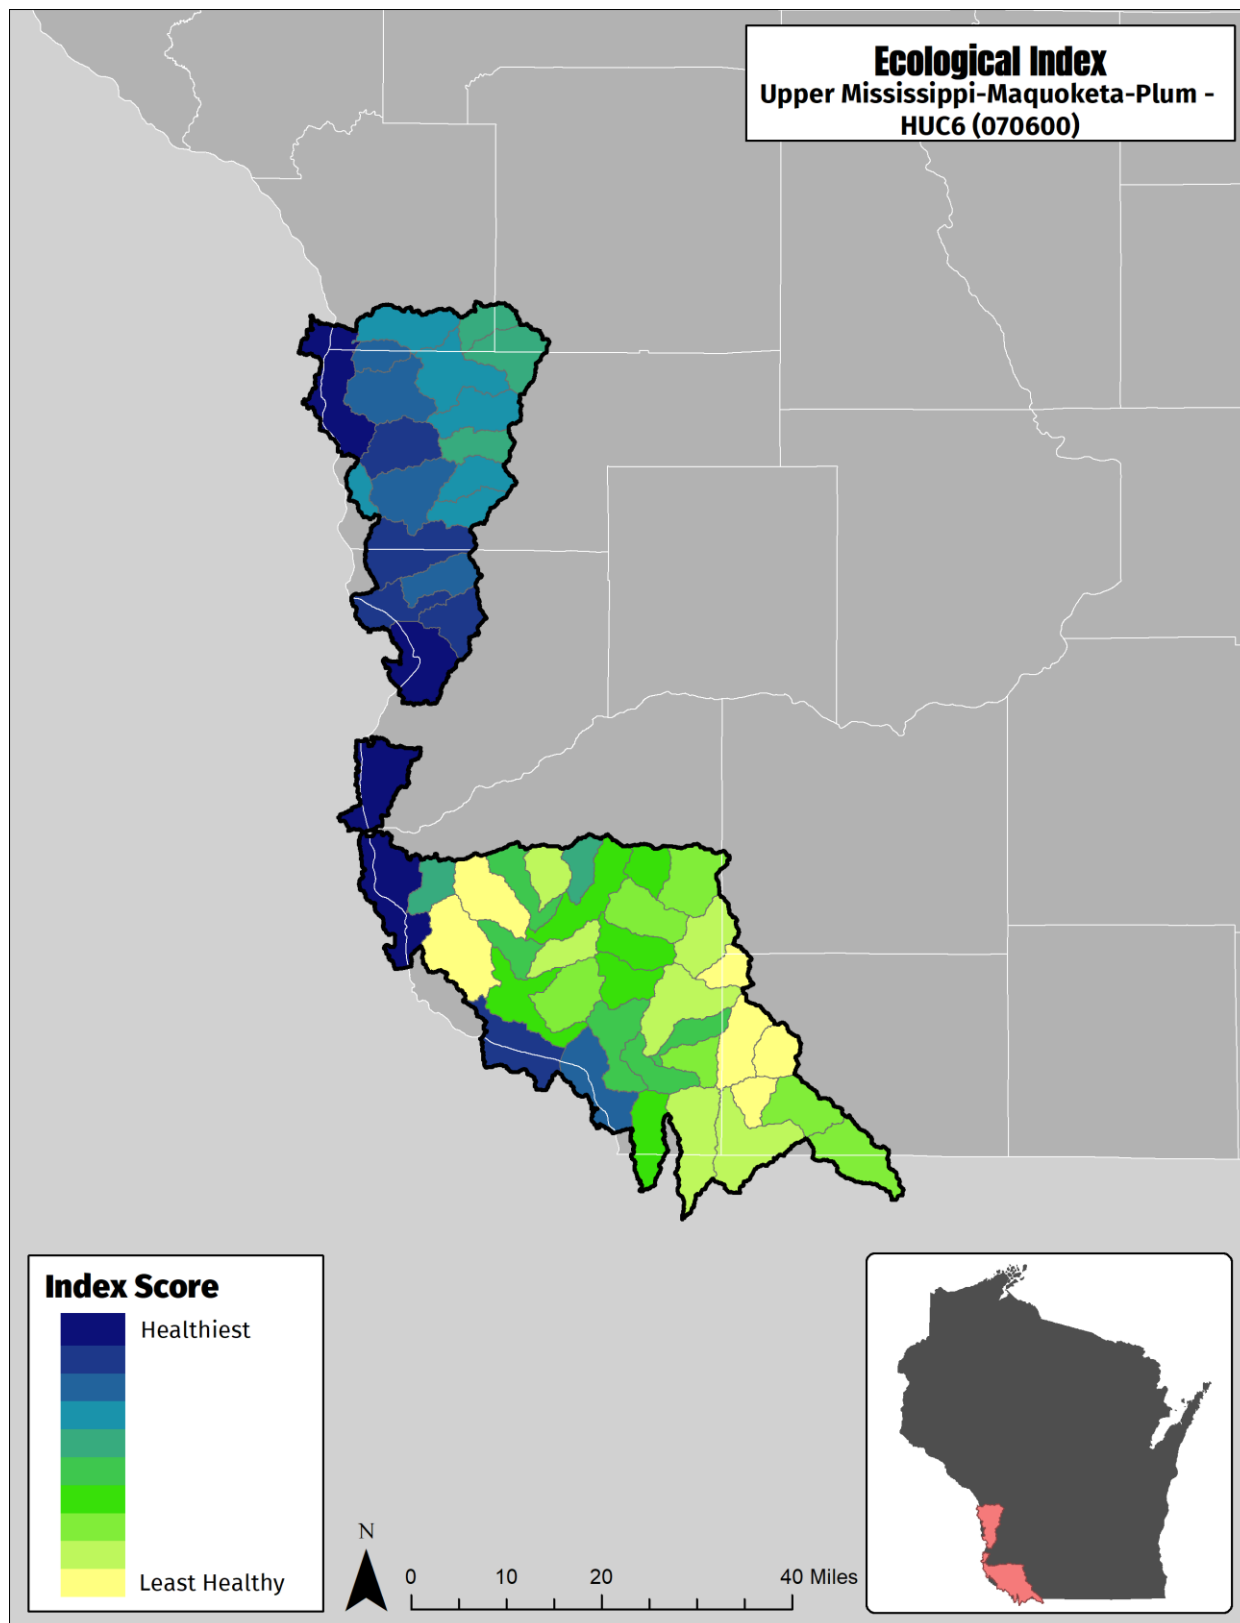 Ecological Index
Upper Mississippi-Maquoketa-Plum -
HUC6 (070600)
Index Score
Healthiest
Least Healthy
N
0 10 20 40 Miles